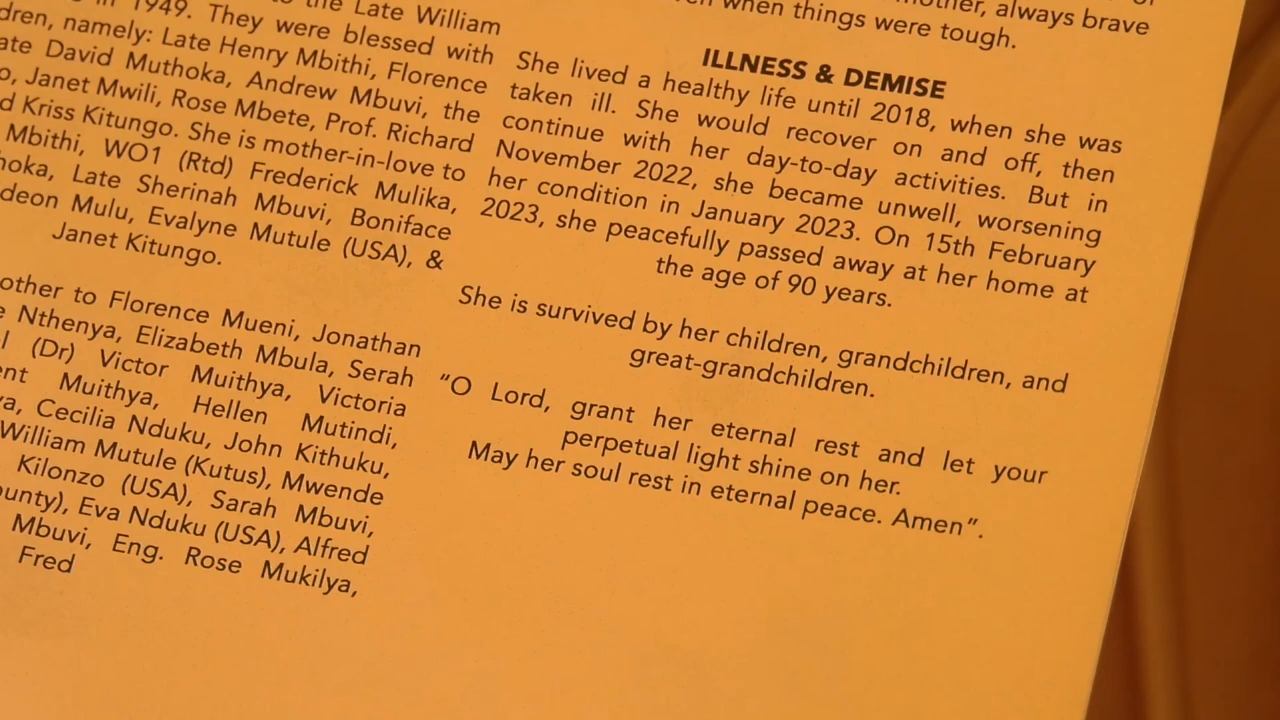 in 1949. They were blessed with
the Late William
namely: Late Henry Mbithi, Florence
David Muthoka, Andrew Mbuvi, the
Janet Mwili, Rose Mbete, Prof. Richard
Kriss Kitungo. She is mother-in-love to
Mbithi, WO1 (Rtd) Frederick Mulika,
Late Sherinah Mbuvi, Boniface
Mulu, Evalyne Mutule (USA), &
Janet Kitungo.
to Florence Mueni, Jonathan
Nthenya, Elizabeth Mbula, Serah
(Dr) Victor Muithya, Victoria
Muithya, Hellen Mutindi,
Cecilia Nduku, John Kithuku,
William Mutule (Kutus), Mwende
Kilonzo (USA), Sarah Mbuvi,
Eva Nduku (USA), Alfred
Mbuvi, Eng. Rose Mukilya,
Fred
always brave
when things were tough.
ILLNESS & DEMISE
She lived a healthy life until 2018, when she was
taken ill. She would recover on and off, then
continue with her day-to-day activities. But in
November 2022, she became unwell, worsening
her condition in January 2023. On 15th February
2023, she peacefully passed away at her home at
the age of 90 years.
She is survived by her children, grandchildren, and
great-grandchildren.
“O Lord, grant her eternal rest and let your
perpetual light shine on her.
May her soul rest in eternal peace. Amen”.